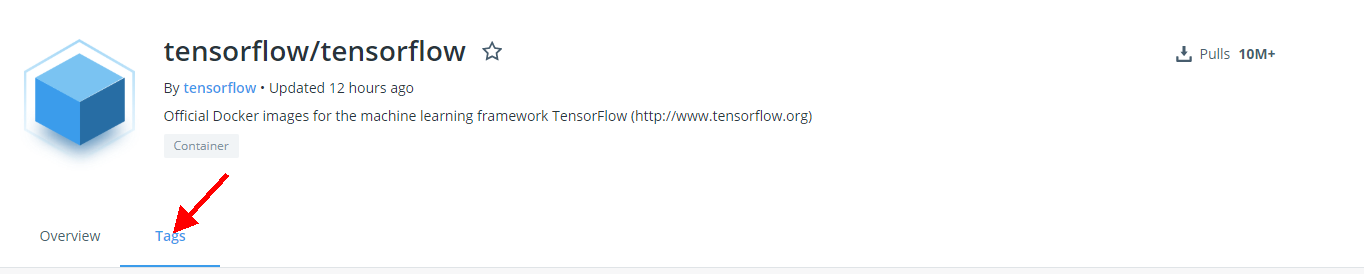 tensorflow/tensorflow
Pulls 10M+
By tensorflow • Updated 12 hours ago
Official Docker images for the machine learning framework TensorFlow (http://www.tensorflow.org)
Container
Overview Tags